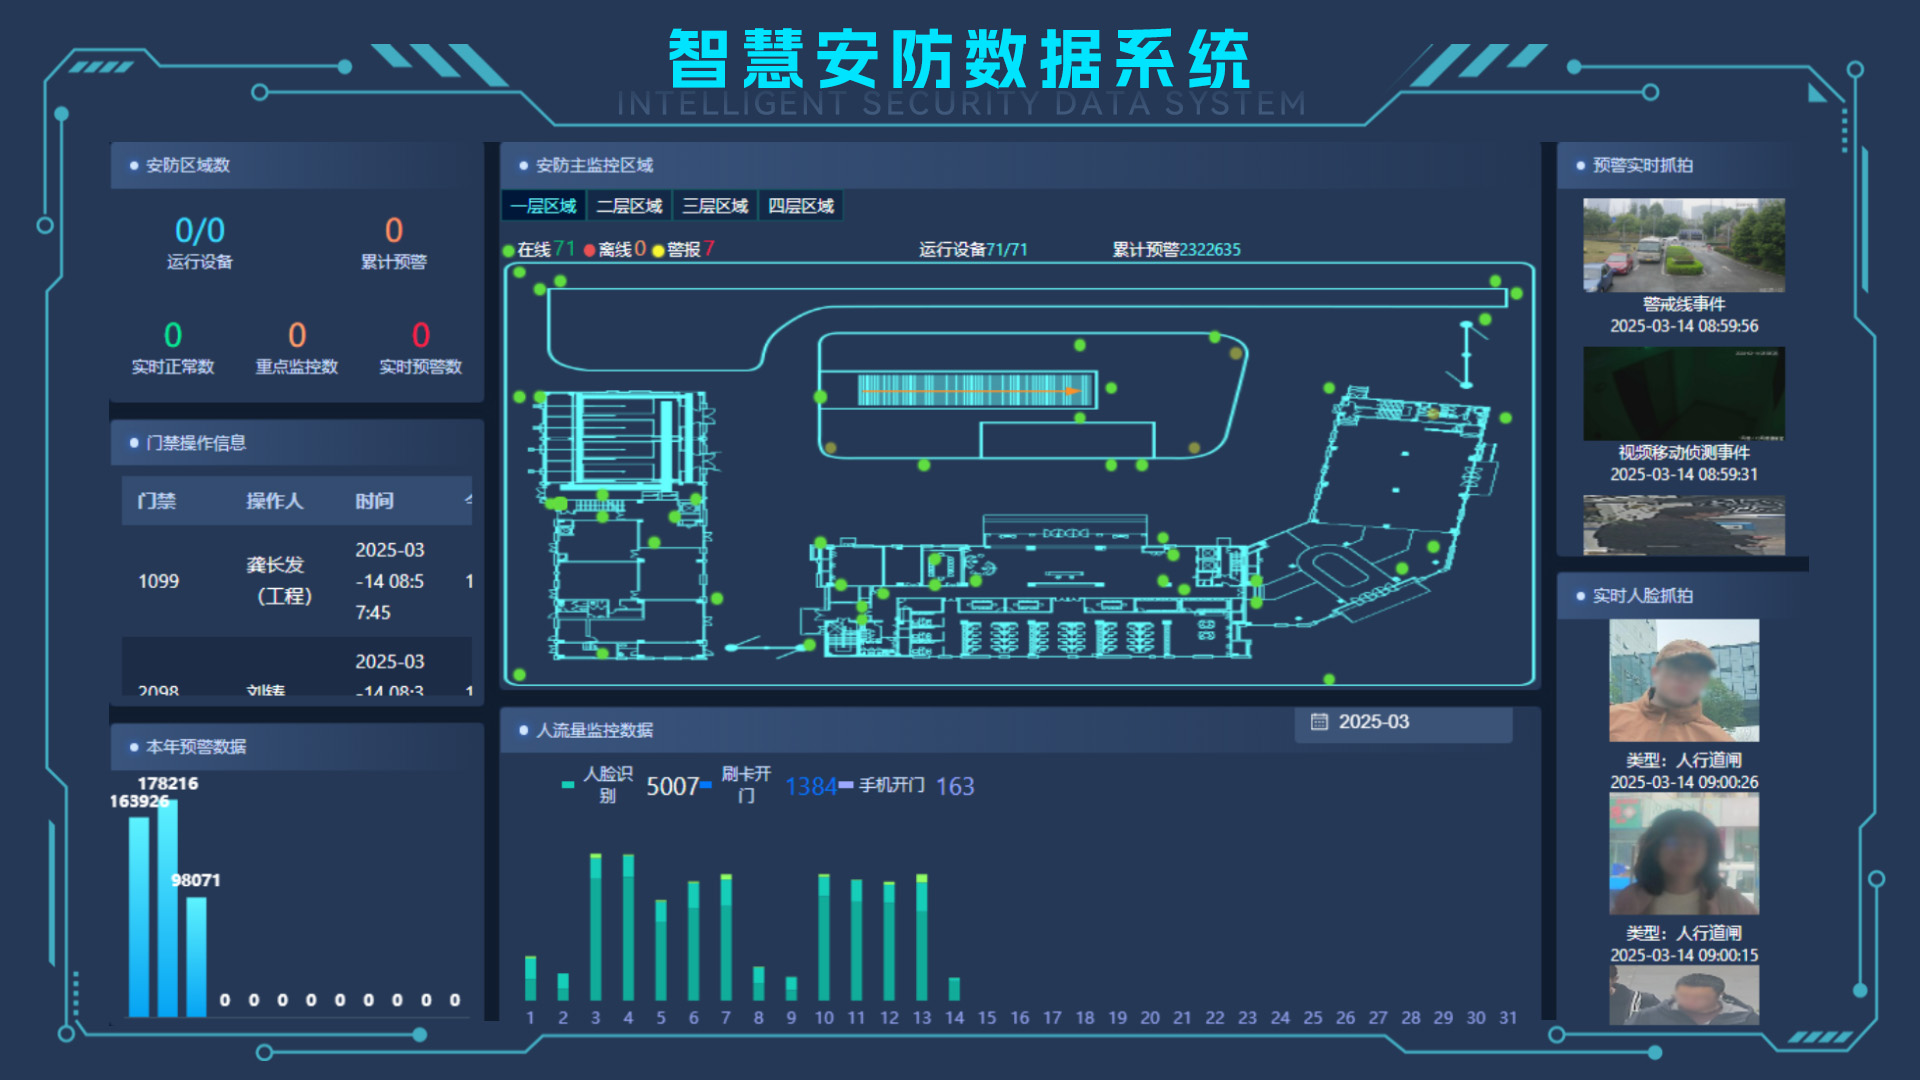 智慧安防数据系统
INTELLIGENT SECURITY DATA SYSTEM
安防区域数
0/0
运行设备
0
累计预警
0
实时正常数
0
重点监控数
0
实时预警数
门禁操作信息
门禁 操作人 时间
1099 龚长发（工程） 2025-03-14 08:57:45 1
2098 刘铸 2025-03-14 08:3 1
本年预警数据
178216
163926
98071
0 0 0 0 0 0 0 0 0
安防主监控区域
一层区域 二层区域 三层区域 四层区域
在线71 离线0 警报7 运行设备71/71 累计预警2322635
人流量监控数据
2025-03
人脸识别 5007 刷卡开门 1384 手机开门 163
1 2 3 4 5 6 7 8 9 10 11 12 13 14 15 16 17 18 19 20 21 22 23 24 25 26 27 28 29 30 31
预警实时抓拍
警戒线事件
2025-03-14 08:59:56
视频移动侦测事件
2025-03-14 08:59:31
实时人脸抓拍
类型：人行道闸
2025-03-14 09:00:26
类型：人行道闸
2025-03-14 09:00:15